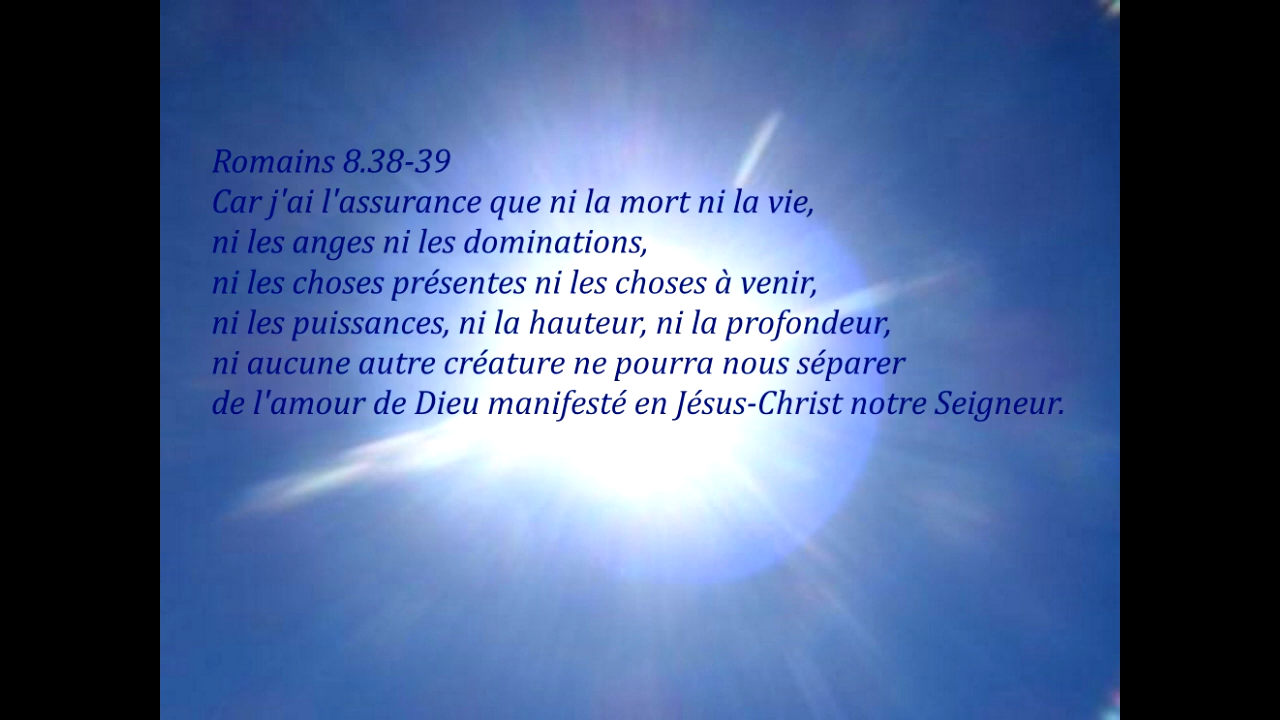 Romains 8.38-39
Car j'ai l'assurance que ni la mort ni la vie,
ni les anges ni les dominations,
ni les choses présentes ni les choses à venir,
ni les puissances, ni la hauteur, ni la profondeur,
ni aucune autre créature ne pourra nous séparer
de l'amour de Dieu manifesté en Jésus-Christ notre Seigneur.